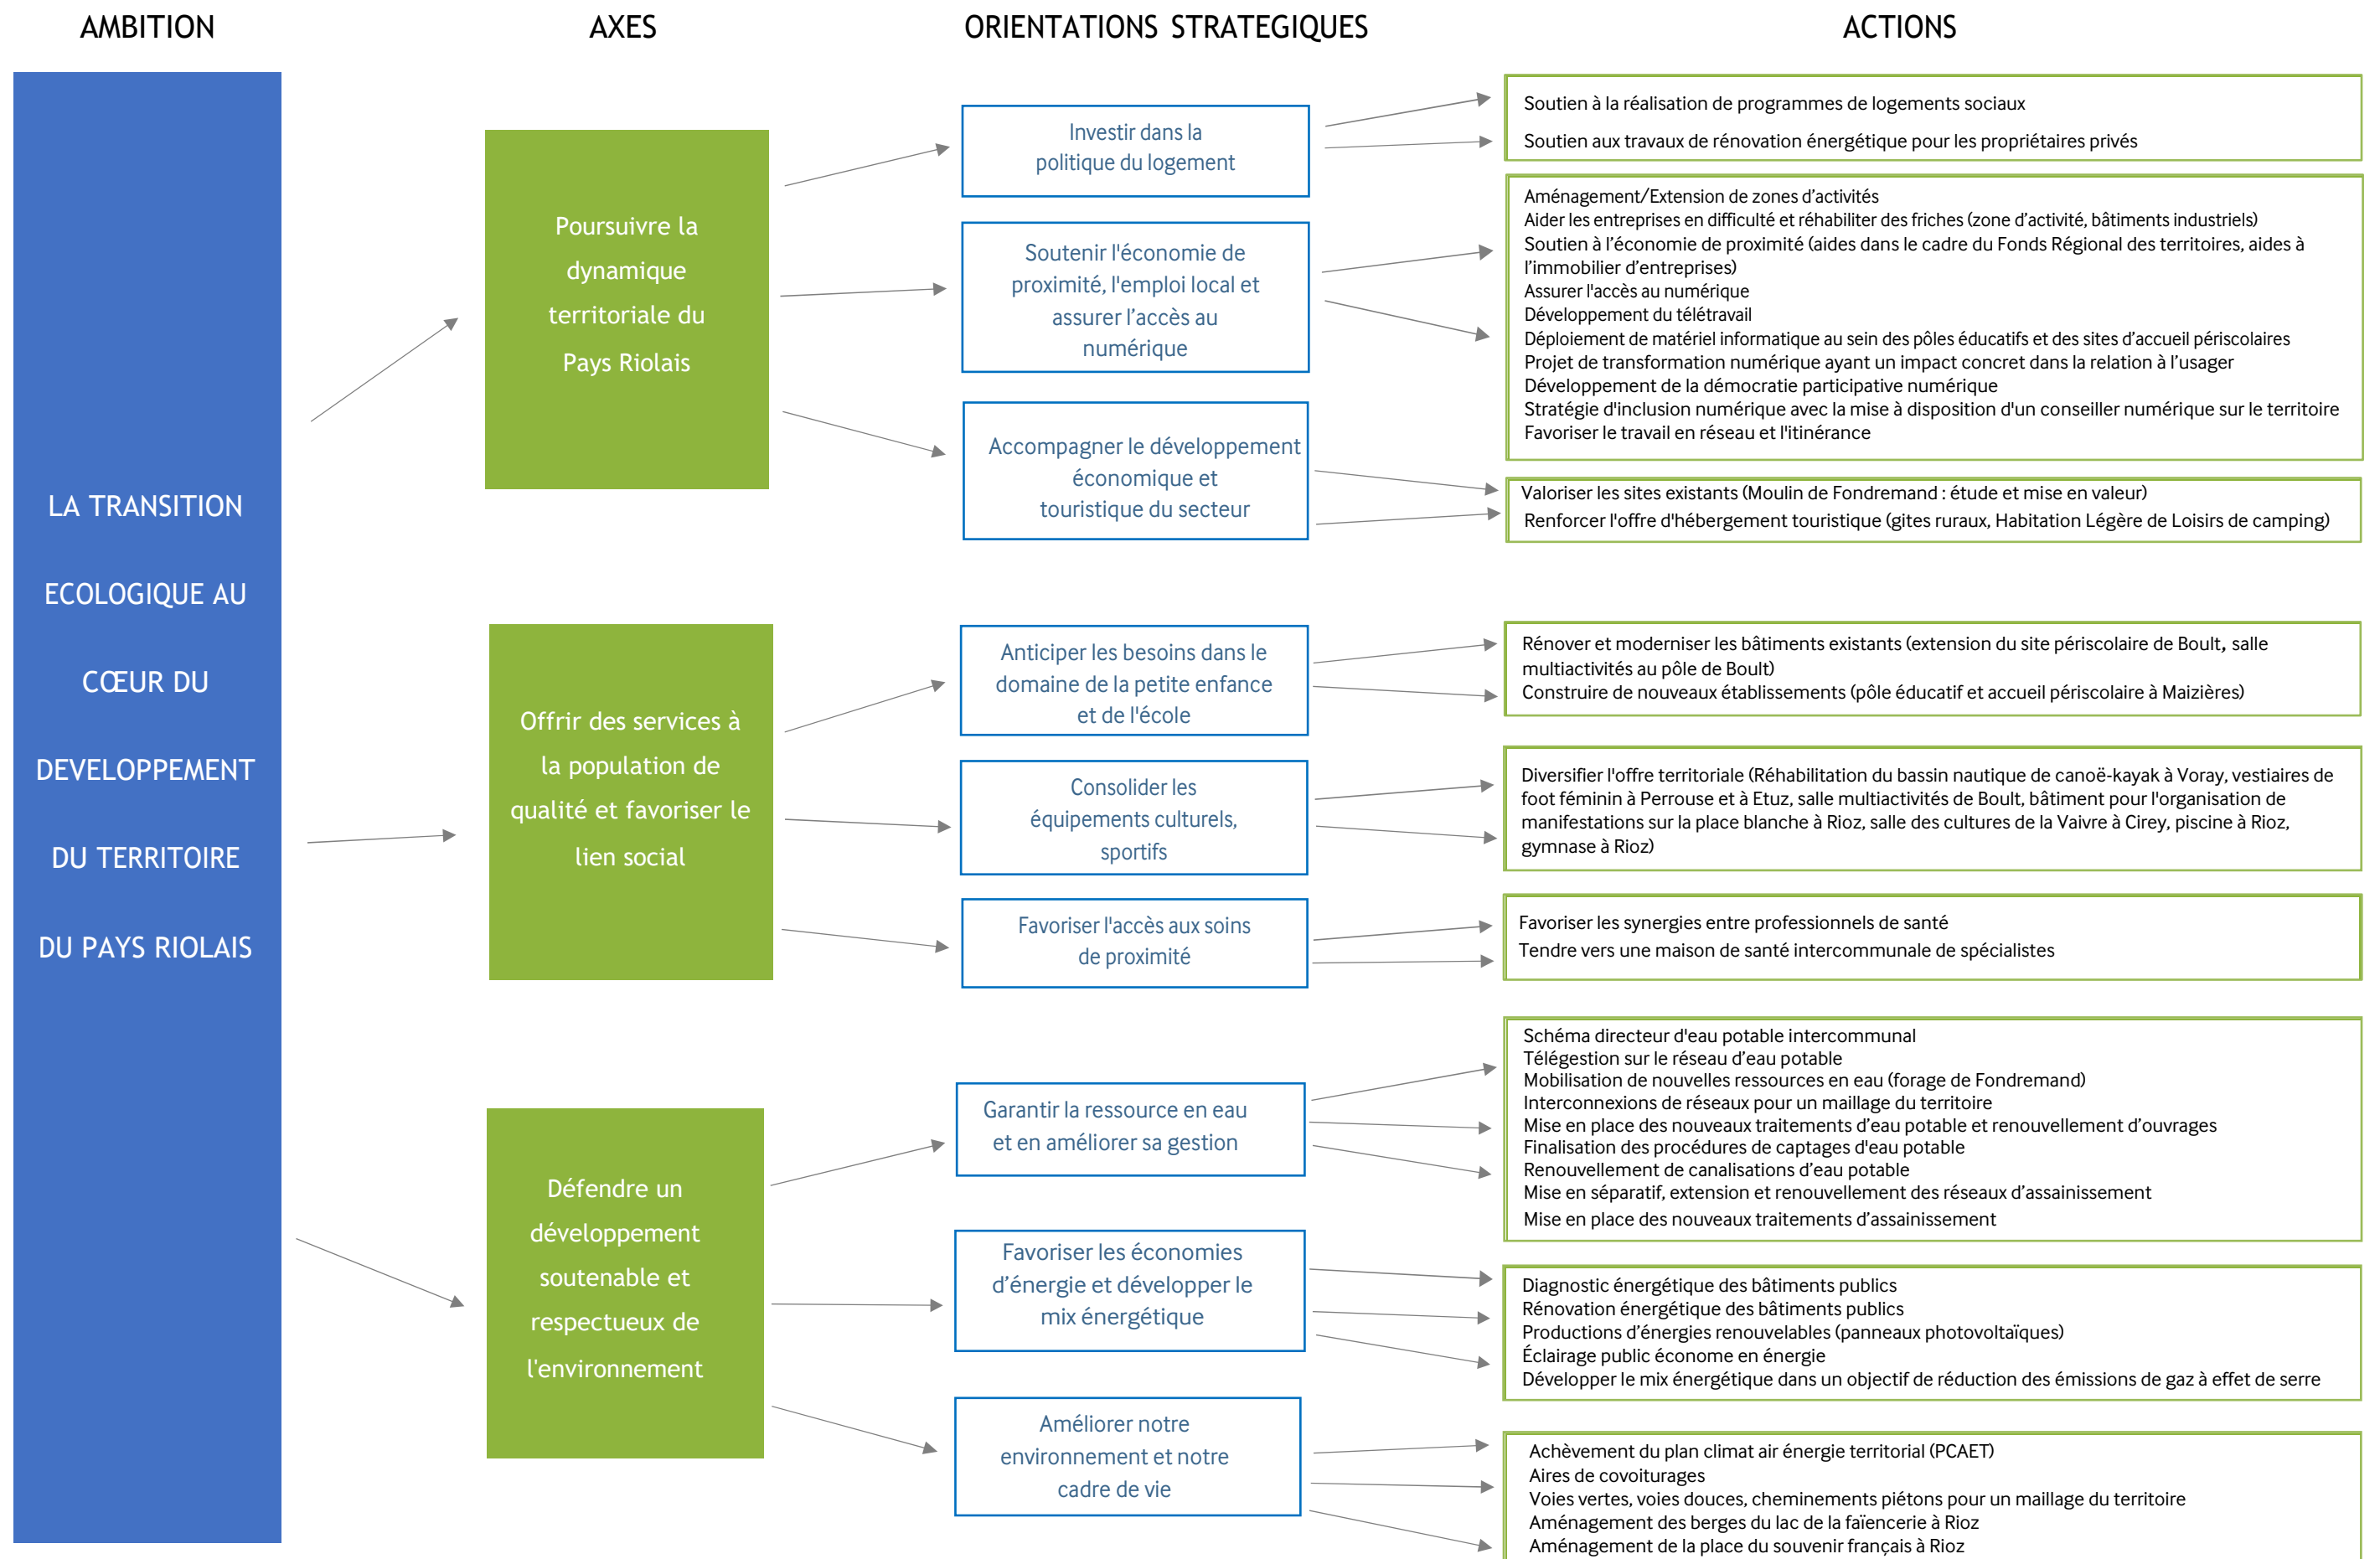 AMBITION
AXES
ORIENTATIONS STRATEGIQUES
ACTIONS
LA TRANSITION
ECOLOGIQUE AU
CŒUR DU
DEVELOPPEMENT
DU TERRITOIRE
DU PAYS RIOLAIS
Poursuivre la
dynamique
territoriale du
Pays Riolais
Investir dans la
politique du logement
Soutien à la réalisation de programmes de logements sociaux
Soutien aux travaux de rénovation énergétique pour les propriétaires privés
Soutenir l'économie de
proximité, l'emploi local et
assurer l’accès au
numérique
Aménagement/Extension de zones d’activités
Aider les entreprises en difficulté et réhabiliter des friches (zone d’activité, bâtiments industriels)
Soutien à l’économie de proximité (aides dans le cadre du Fonds Régional des territoires, aides à
l’immobilier d’entreprises)
Assurer l'accès au numérique
Développement du télétravail
Déploiement de matériel informatique au sein des pôles éducatifs et des sites d’accueil périscolaires
Projet de transformation numérique ayant un impact concret dans la relation à l’usager
Développement de la démocratie participative numérique
Stratégie d'inclusion numérique avec la mise à disposition d'un conseiller numérique sur le territoire
Favoriser le travail en réseau et l'itinérance
Accompagner le développement
économique et
touristique du secteur
Valoriser les sites existants (Moulin de Fondremand : étude et mise en valeur)
Renforcer l'offre d'hébergement touristique (gites ruraux, Habitation Légère de Loisirs de camping)
Offrir des services à
la population de
qualité et favoriser le
lien social
Anticiper les besoins dans le
domaine de la petite enfance
et de l'école
Rénover et moderniser les bâtiments existants (extension du site périscolaire de Boult, salle
multiactivités au pôle de Boult)
Construire de nouveaux établissements (pôle éducatif et accueil périscolaire à Maizières)
Consolider les
équipements culturels,
sportifs
Diversifier l'offre territoriale (Réhabilitation du bassin nautique de canoë-kayak à Voray, vestiaires de
foot féminin à Perrouse et à Etuz, salle multiactivités de Boult, bâtiment pour l'organisation de
manifestations sur la place blanche à Rioz, salle des cultures de la Vaivre à Cirey, piscine à Rioz,
gymnase à Rioz)
Favoriser l'accès aux soins
de proximité
Favoriser les synergies entre professionnels de santé
Tendre vers une maison de santé intercommunale de spécialistes
Défendre un
développement
soutenable et
respectueux de
l'environnement
Garantir la ressource en eau
et en améliorer sa gestion
Schéma directeur d'eau potable intercommunal
Télégestion sur le réseau d’eau potable
Mobilisation de nouvelles ressources en eau (forage de Fondremand)
Interconnexions de réseaux pour un maillage du territoire
Mise en place des nouveaux traitements d’eau potable et renouvellement d’ouvrages
Finalisation des procédures de captages d'eau potable
Renouvellement de canalisations d’eau potable
Mise en séparatif, extension et renouvellement des réseaux d’assainissement
Mise en place des nouveaux traitements d’assainissement
Favoriser les économies
d’énergie et développer le
mix énergétique
Diagnostic énergétique des bâtiments publics
Rénovation énergétique des bâtiments publics
Productions d’énergies renouvelables (panneaux photovoltaïques)
Éclairage public économe en énergie
Développer le mix énergétique dans un objectif de réduction des émissions de gaz à effet de serre
Améliorer notre
environnement et notre
cadre de vie
Achèvement du plan climat air énergie territorial (PCAET)
Aires de covoiturages
Voies vertes, voies douces, cheminements piétons pour un maillage du territoire
Aménagement des berges du lac de la faïencerie à Rioz
Aménagement de la place du souvenir français à Rioz